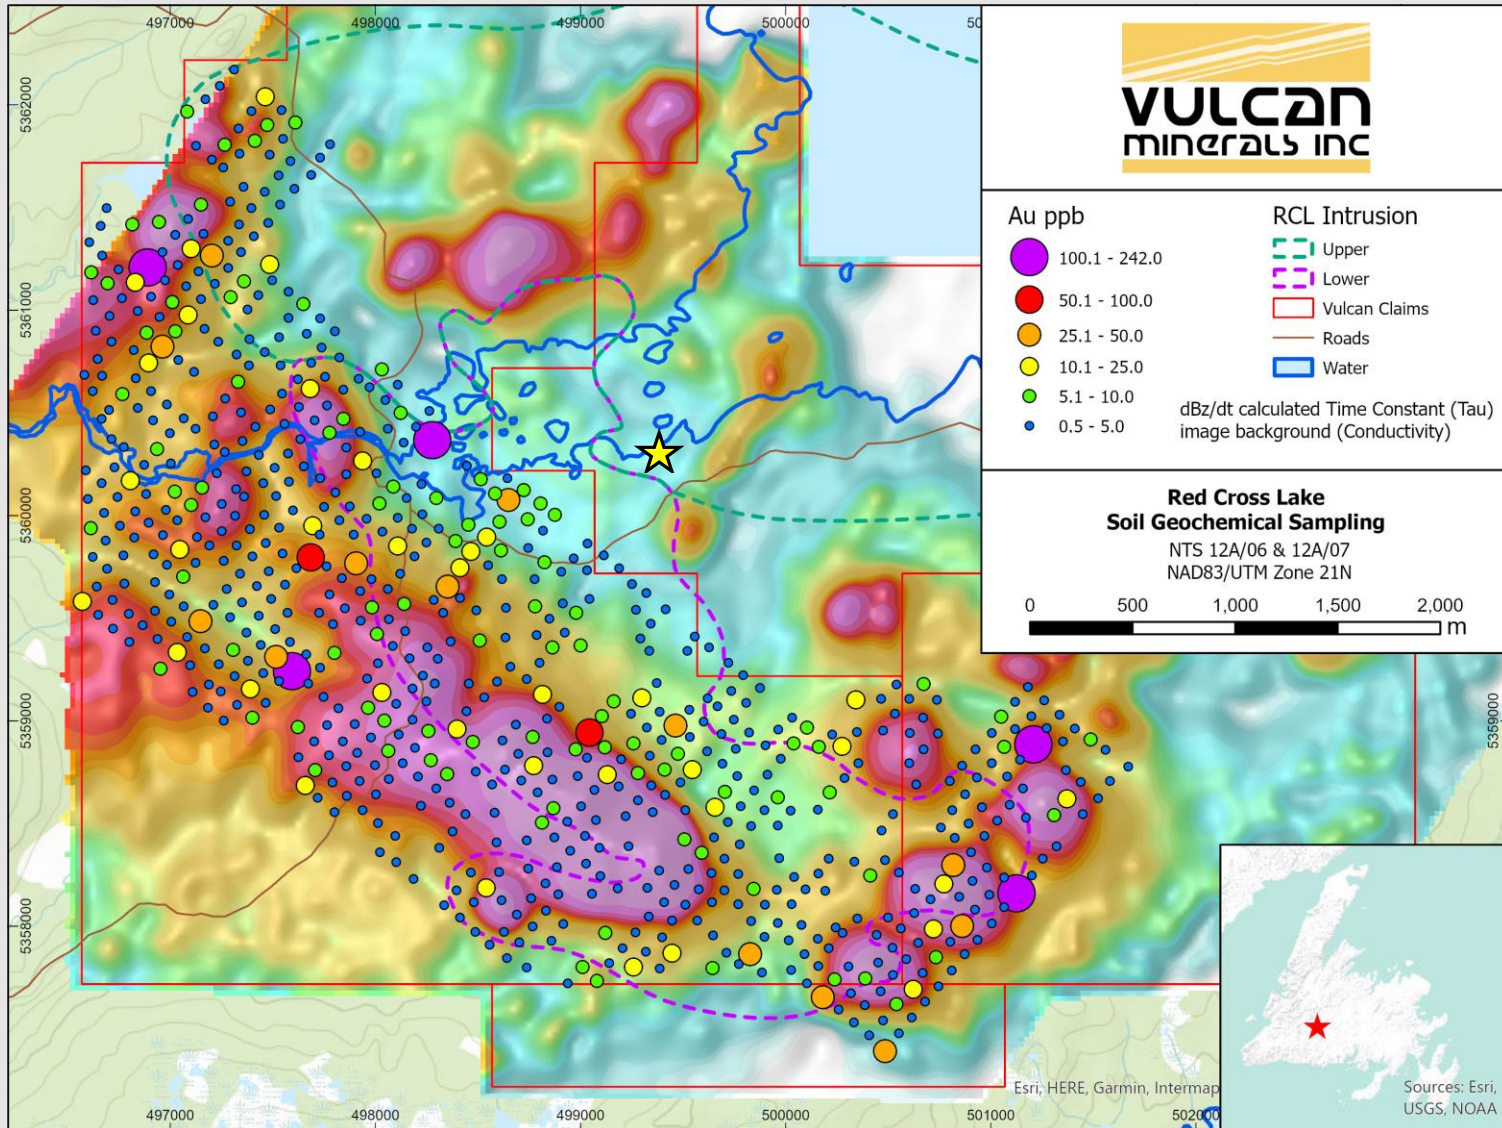 497000
498000
499000
500000
50
5362000
5361000
5360000
5359000
5358000
VULCAN
MINERALS INC
Au ppb
100.1 - 242.0
50.1 - 100.0
25.1 - 50.0
10.1 - 25.0
5.1 - 10.0
0.5 - 5.0
RCL Intrusion
Upper
Lower
Vulcan Claims
Roads
Water
dBz/dt calculated Time Constant (Tau)
image background (Conductivity)
Red Cross Lake
Soil Geochemical Sampling
NTS 12A/06 & 12A/07
NAD83/UTM Zone 21N
0 500 1,000 1,500 2,000 m
5359000
Esri, HERE, Garmin, Intermap
Sources: Esri,
USGS, NOAA
497000
498000
499000
500000
501000
502000